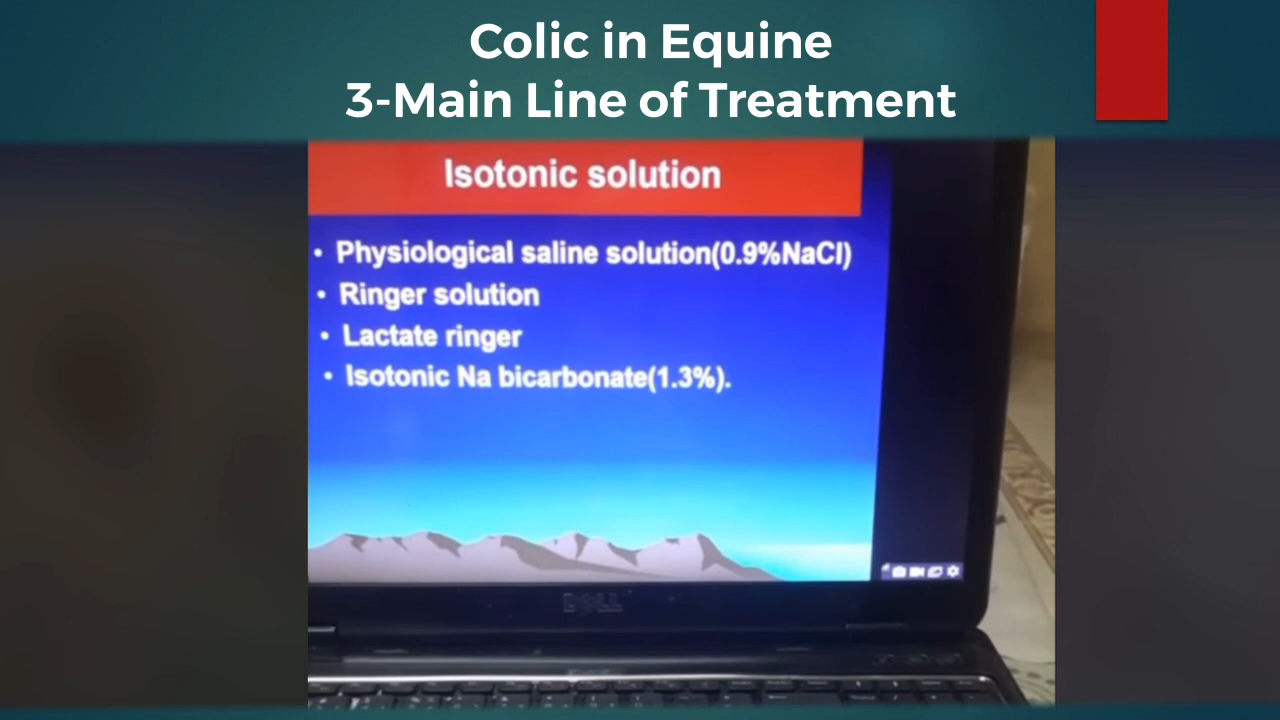 Colic in Equine
3-Main Line of Treatment
Isotonic solution
• Physiological saline solution(0.9%NaCl)
• Ringer solution
• Lactate ringer
• Isotonic Na bicarbonate(1.3%).
DELL